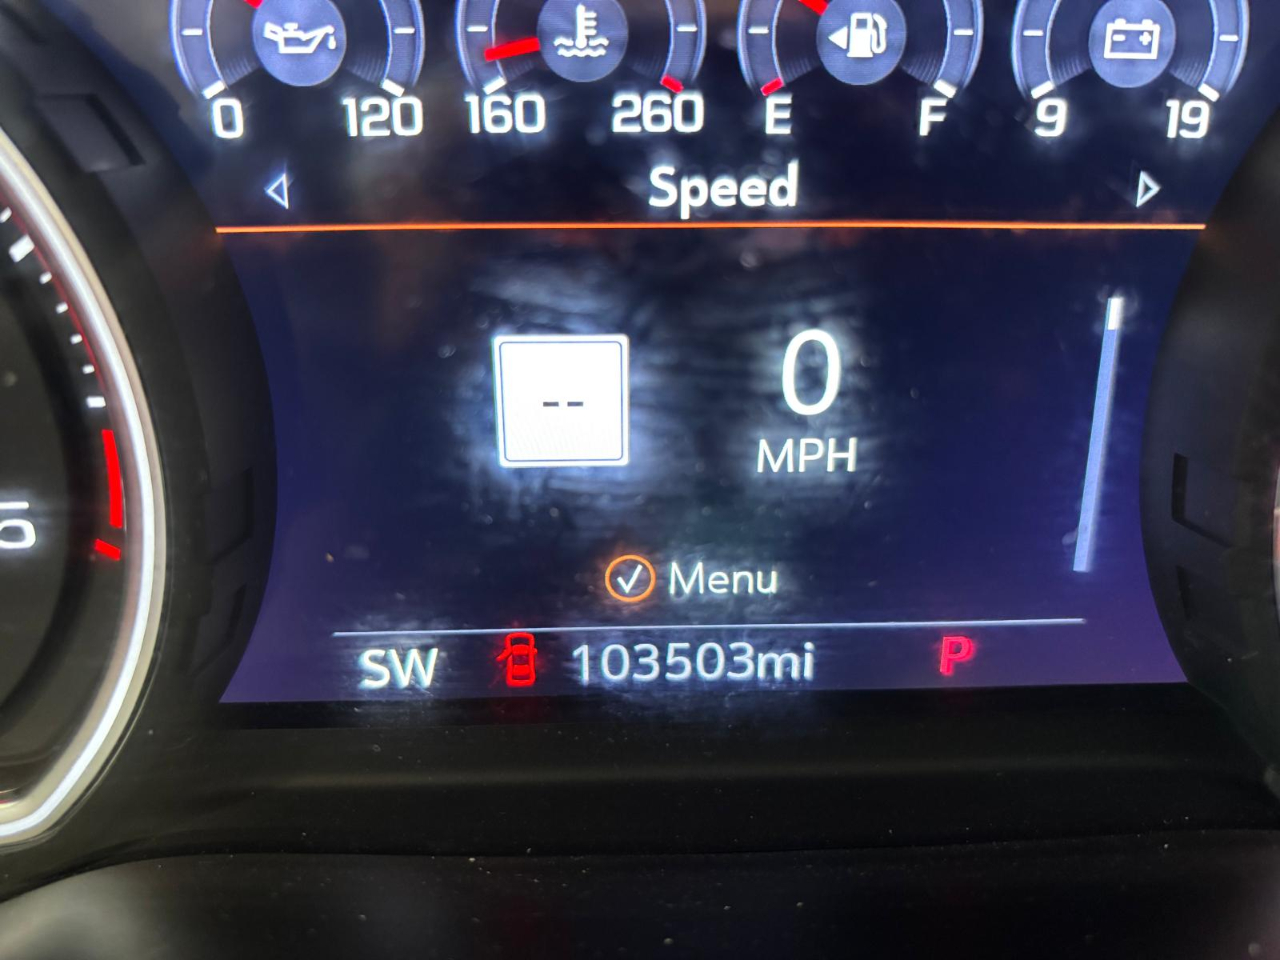 0 120 160 260 E F 9 19
Speed
--
0
MPH
Menu
SW 103503mi P